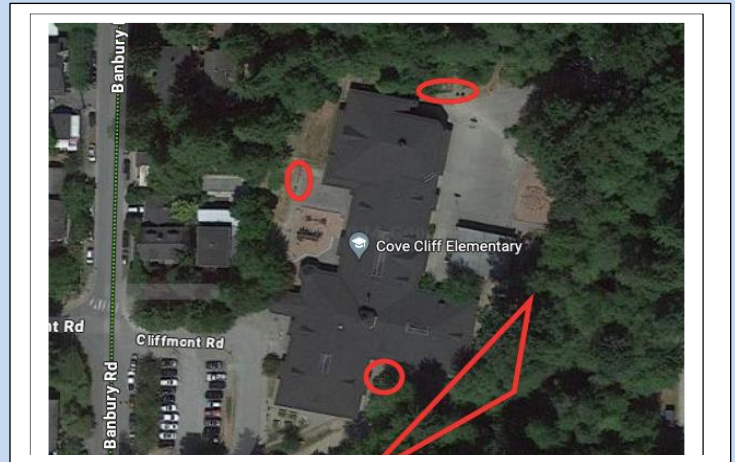 Banbury
Cove Cliff Elementary
nt Rd
Cliffmont Rd
Banbury Rd